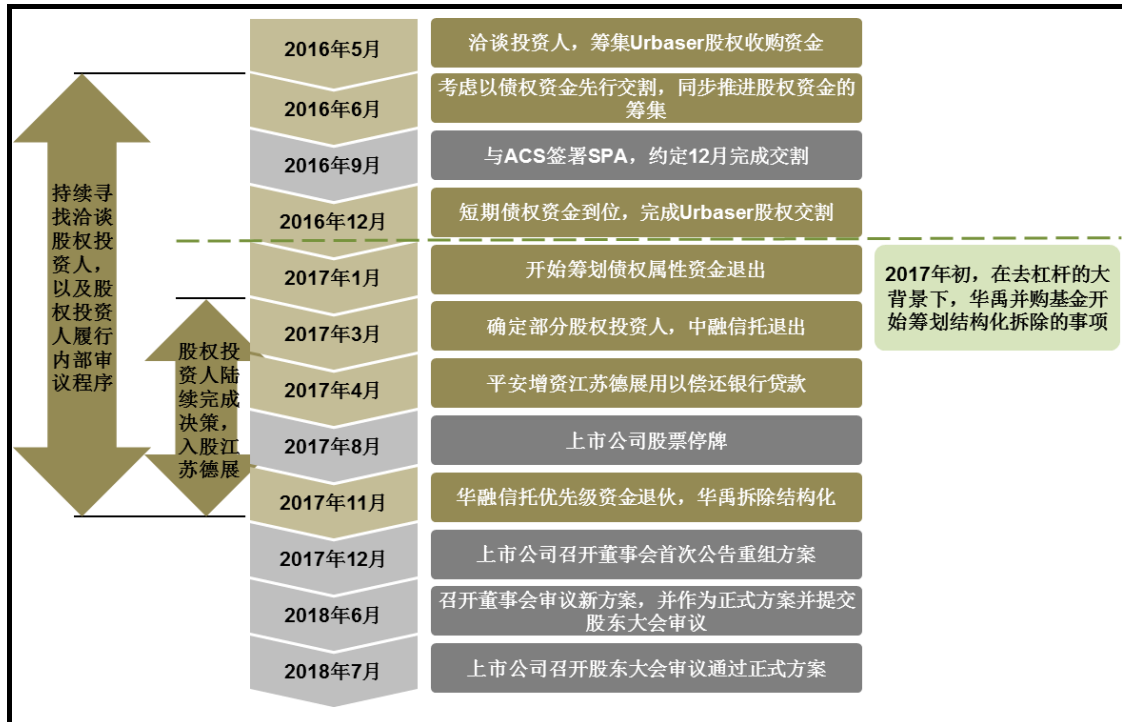 2016年5月
洽谈投资人，筹集Urbaser股权收购资金
2016年6月
考虑以债权资金先行交割，同步推进股权资金的
筹集
2016年9月
与ACS签署SPA，约定12月完成交割
2016年12月
短期债权资金到位，完成Urbaser股权交割
2017年1月
开始筹划债权属性资金退出
2017年3月
确定部分股权投资人，中融信托退出
2017年4月
平安增资江苏德展用以偿还银行贷款
2017年8月
上市公司股票停牌
2017年11月
华融信托优先级资金退伙，华禹拆除结构化
2017年12月
上市公司召开董事会首次公告重组方案
2018年6月
召开董事会审议新方案，并作为正式方案并提交
股东大会审议
2018年7月
上市公司召开股东大会审议通过正式方案
持续寻
找洽谈
股权投
资人，
以及股
权投资
人履行
内部审
议程序
股权投
资人陆
续完成
决策，
入股江
苏德展
2017年初，在去杠杆的大
背景下，华禹并购基金开
始筹划结构化拆除的事项